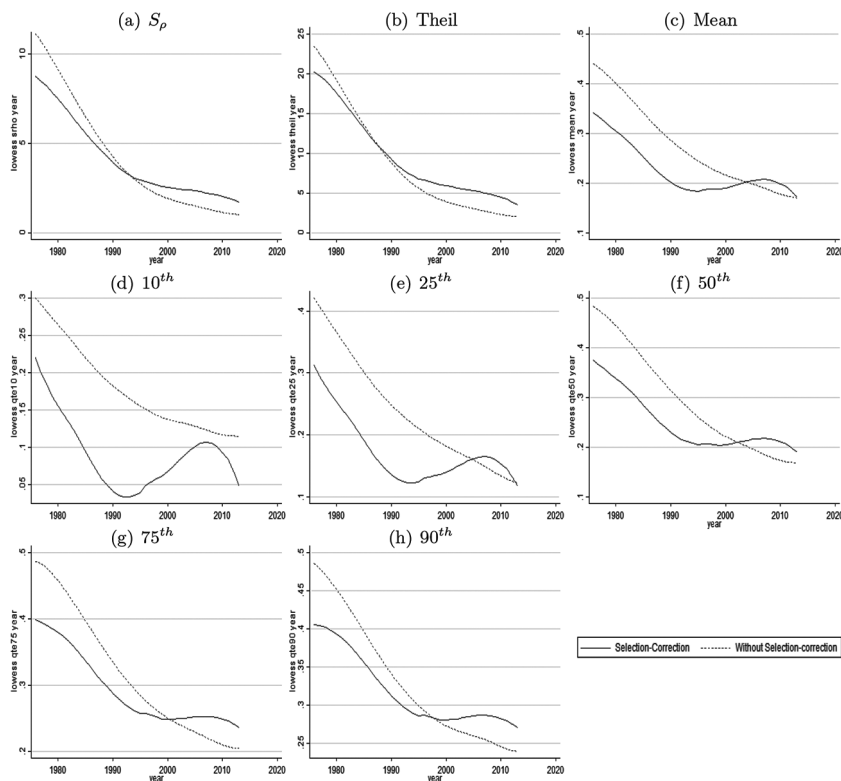 (a) Sρ
(b) Theil
(c) Mean
lowess srho year
0 5 10
1980 1990 2000 2010 2020
year
lowess theil year
0 5 10 15 20 25
1980 1990 2000 2010 2020
year
lowess mean year
.1 .2 .3 .4 .5
1980 1990 2000 2010 2020
year
(d) 10th
(e) 25th
(f) 50th
lowess qte10 year
.05 .1 .15 .2 .25 .3
1980 1990 2000 2010 2020
year
lowess qte25 year
.1 .2 .3 .4
1980 1990 2000 2010 2020
year
lowess qte50 year
.1 .2 .3 .4 .5
1980 1990 2000 2010 2020
year
(g) 75th
(h) 90th
lowess qte75 year
.2 .3 .4 .5
1980 1990 2000 2010 2020
year
lowess qte90 year
.25 .3 .35 .4 .45 .5
1980 1990 2000 2010 2020
year
Selection-Correction
Without Selection-correction